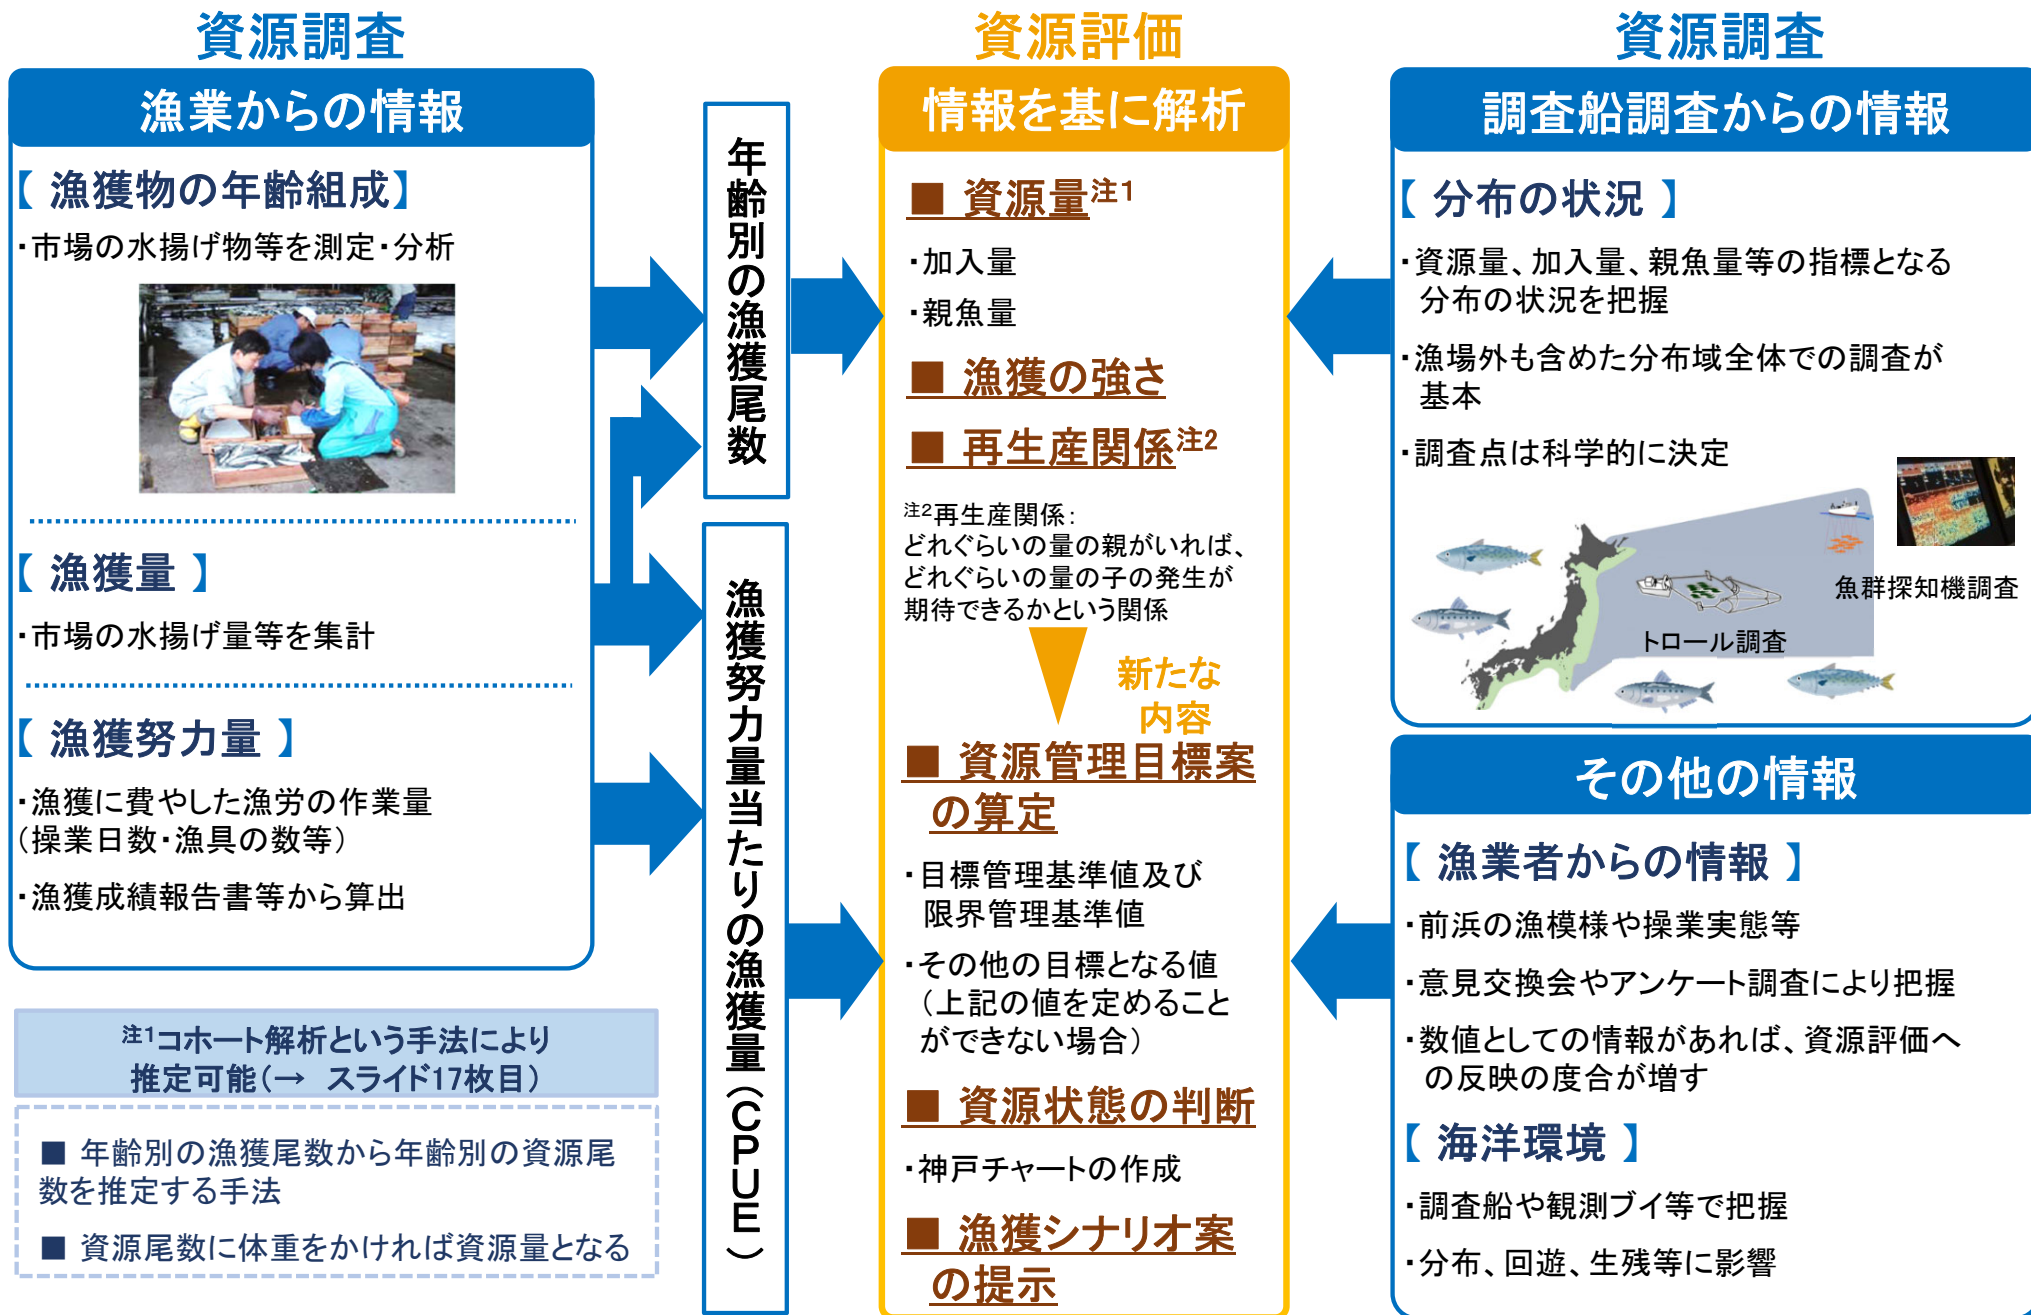 資源調査
漁業からの情報
【 漁獲物の年齢組成】
・市場の水揚げ物等を測定・分析
【 漁獲量 】
・市場の水揚げ量等を集計
【 漁獲努力量 】
・漁獲に費やした漁労の作業量
（操業日数・漁具の数等）
・漁獲成績報告書等から算出
注1コホート解析という手法により
推定可能（→ スライド17枚目）
■ 年齢別の漁獲尾数から年齢別の資源尾
数を推定する手法
■ 資源尾数に体重をかければ資源量となる
年齢別の漁獲尾数
漁獲努力量当たりの漁獲量（CPUE）
資源評価
情報を基に解析
■ 資源量注1
・加入量
・親魚量
■ 漁獲の強さ
■ 再生産関係注2
注2再生産関係：
どれぐらいの量の親がいれば、
どれぐらいの量の子の発生が
期待できるかという関係
新たな
内容
■ 資源管理目標案
の算定
・目標管理基準値及び
限界管理基準値
・その他の目標となる値
（上記の値を定めること
ができない場合）
■ 資源状態の判断
・神戸チャートの作成
■ 漁獲シナリオ案
の提示
資源調査
調査船調査からの情報
【 分布の状況 】
・資源量、加入量、親魚量等の指標となる
分布の状況を把握
・漁場外も含めた分布域全体での調査が
基本
・調査点は科学的に決定
魚群探知機調査
トロール調査
その他の情報
【 漁業者からの情報 】
・前浜の漁模様や操業実態等
・意見交換会やアンケート調査により把握
・数値としての情報があれば、資源評価へ
の反映の度合が増す
【 海洋環境 】
・調査船や観測ブイ等で把握
・分布、回遊、生残等に影響